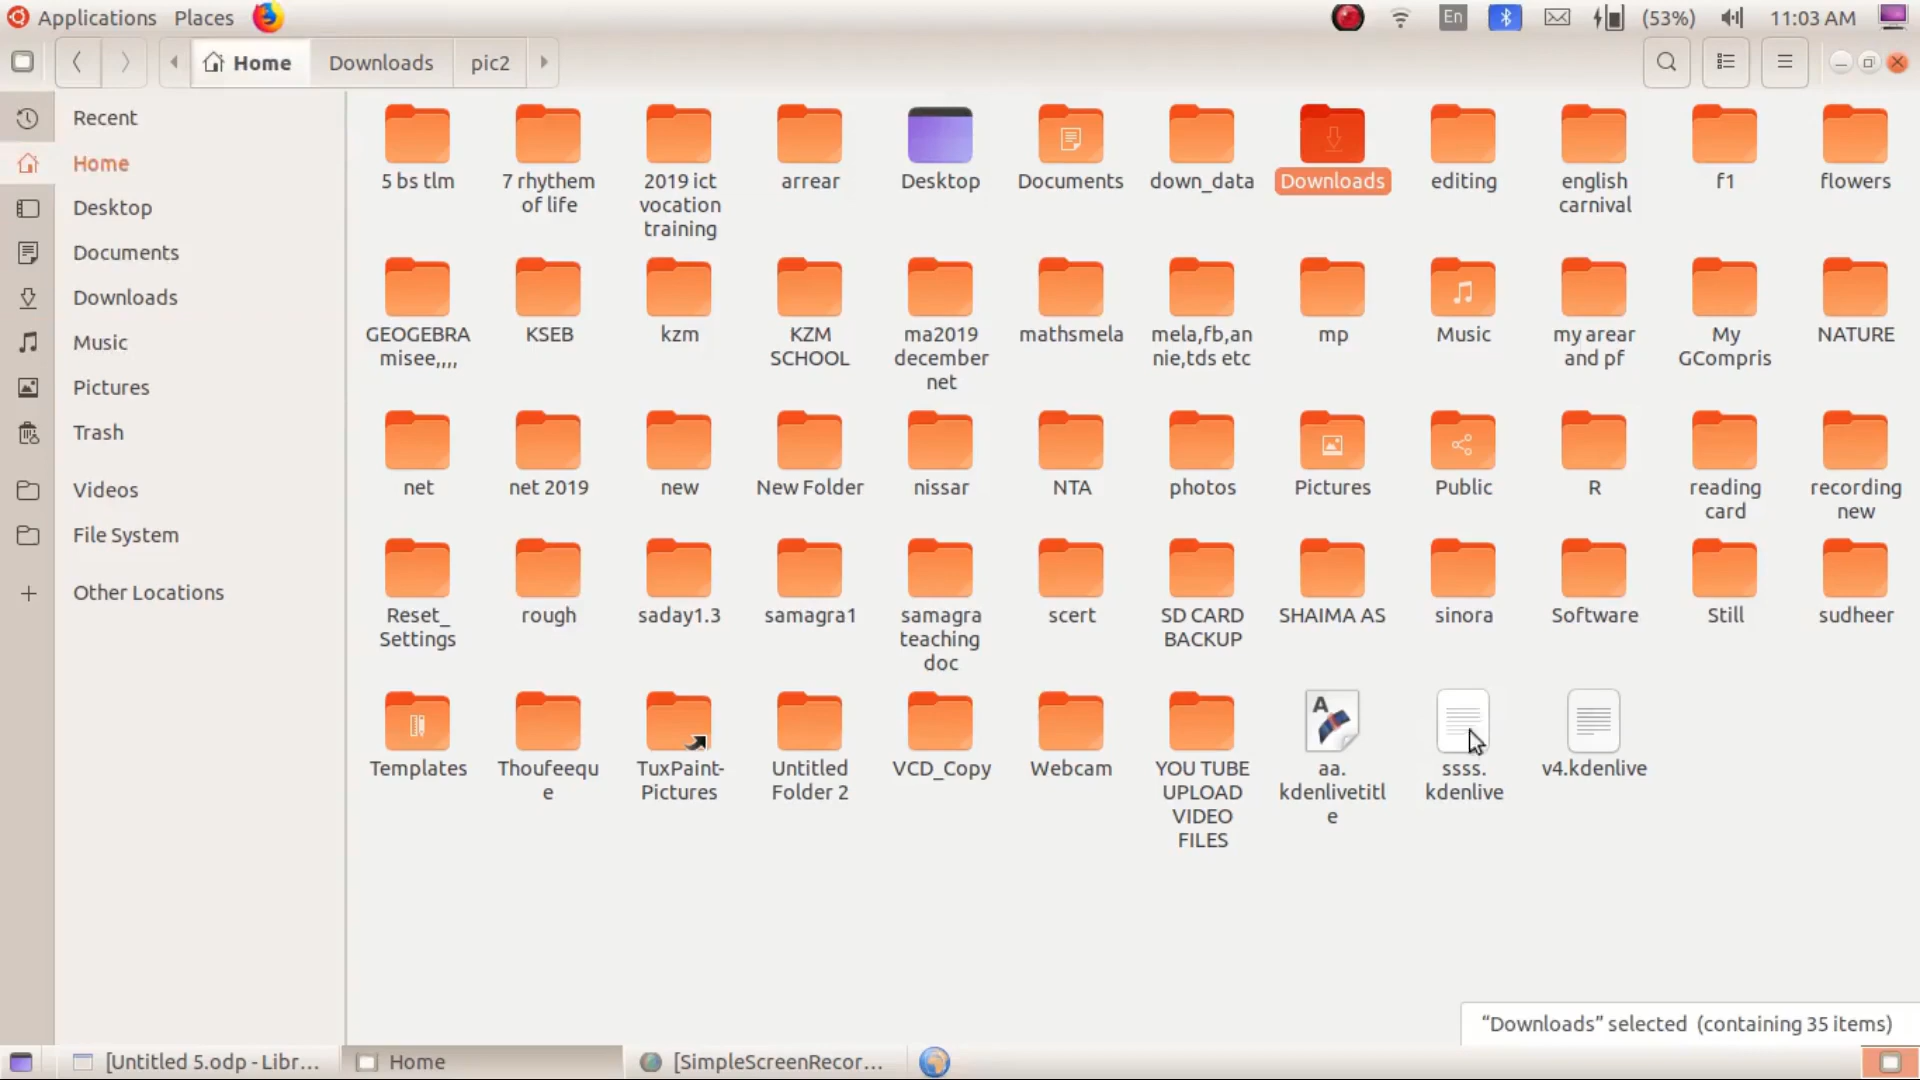 Applications Places En (53%) 11:03 AM
Home Downloads pic2
Recent
Home
Desktop
Documents
Downloads
Music
Pictures
Trash
Videos
File System
Other Locations
5 bs tlm
7 rhythem
of life
2019 ict
vocation
training
arrear
Desktop
Documents
down_data
Downloads
editing
english
carnival
f1
flowers
GEOGEBRA
misee,,,,
KSEB
kzm
KZM
SCHOOL
ma2019
december
net
mathsmela
mela,fb,an
nie,tds etc
mp
Music
my arear
and pf
My
GCompris
NATURE
net
net 2019
new
New Folder
nissar
NTA
photos
Pictures
Public
R
reading
card
recording
new
Reset_
Settings
rough
saday1.3
samagra1
samagra
teaching
doc
scert
SD CARD
BACKUP
SHAIMA AS
sinora
Software
Still
sudheer
Templates
Thoufeequ
e
TuxPaint-
Pictures
Untitled
Folder 2
VCD_Copy
Webcam
YOU TUBE
UPLOAD
VIDEO
FILES
A
aa.
kdenlivetitl
e
ssss.
kdenlive
v4.kdenlive
“Downloads” selected (containing 35 items)
[Untitled 5.odp - Libr... Home [SimpleScreenRecor...